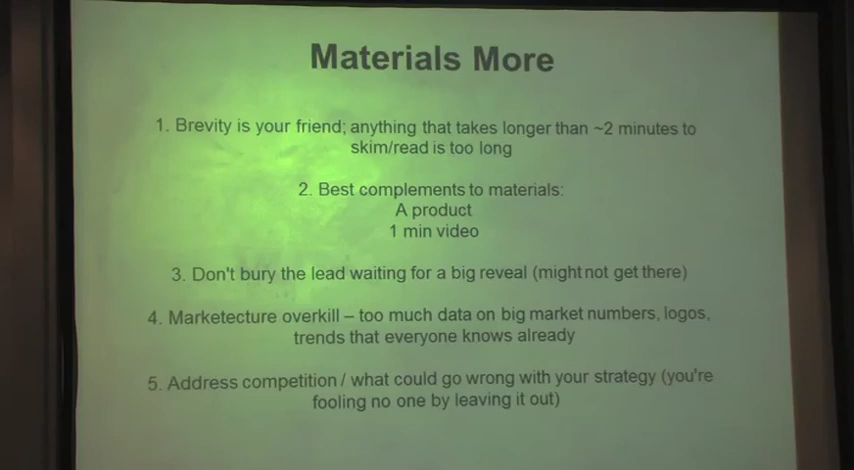 Materials More
1. Brevity is your friend; anything that takes longer than ~2 minutes to
skim/read is too long
2. Best complements to materials:
A product
1 min video
3. Don't bury the lead waiting for a big reveal (might not get there)
4. Marketecture overkill – too much data on big market numbers, logos,
trends that everyone knows already
5. Address competition / what could go wrong with your strategy (you're
fooling no one by leaving it out)